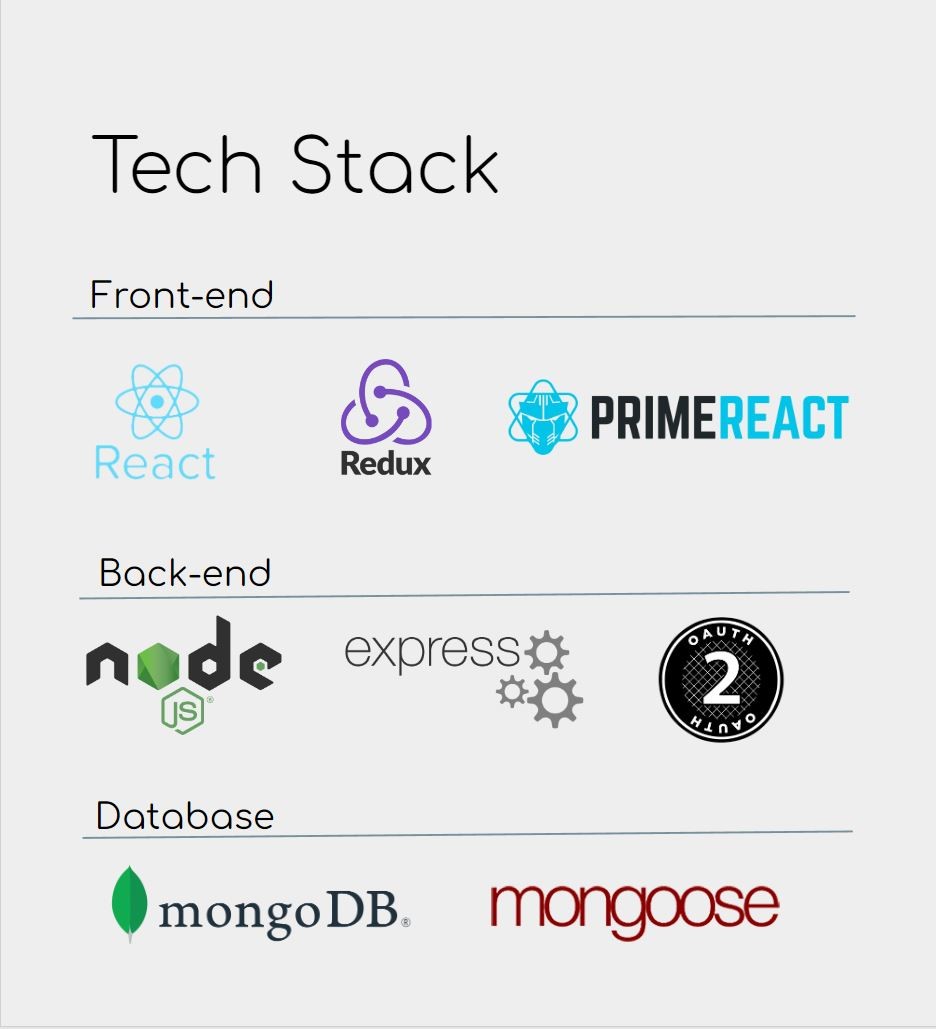 Tech Stack
Front-end
React
Redux
PRIMEREACT
Back-end
node
JS
®
express
OAUTH
2
OAUTH
Database
mongoDB®
mongoose